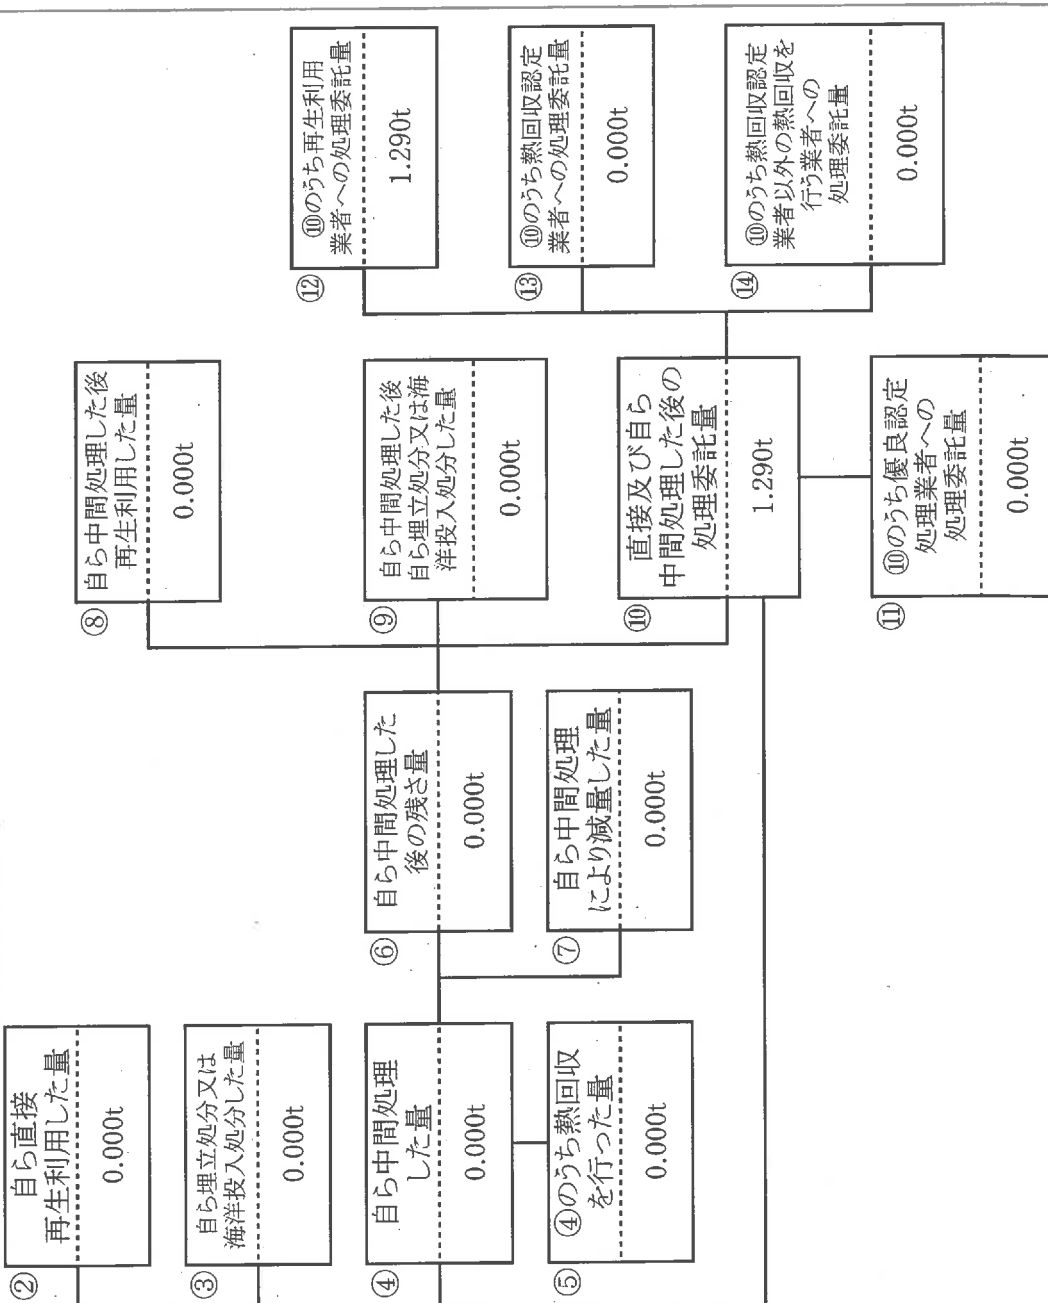 ②
自ら直接
再生利用した量
0.000t
③
自ら埋立処分又は
海洋投入処分した量
0.000t
④
自ら中間処理
した量
0.000t
⑤
④のうち熱回収
を行った量
0.000t
⑥
自ら中間処理した
後の残さ量
0.000t
⑦
自ら中間処理
により減量した量
0.000t
⑧
自ら中間処理した後
再生利用した量
0.000t
⑨
自ら中間処理した後
自ら埋立処分又は海
洋投入処分した量
0.000t
⑩
直接及び自ら
中間処理した後の
処理委託量
1.290t
⑪
⑩のうち優良認定
処理業者への
処理委託量
0.000t
⑫
⑩のうち再生利用
業者への処理委託量
1.290t
⑬
⑩のうち熱回収認定
業者への処理委託量
0.000t
⑭
⑩のうち熱回収認定
業者以外の熱回収を
行う業者への
処理委託量
0.000t